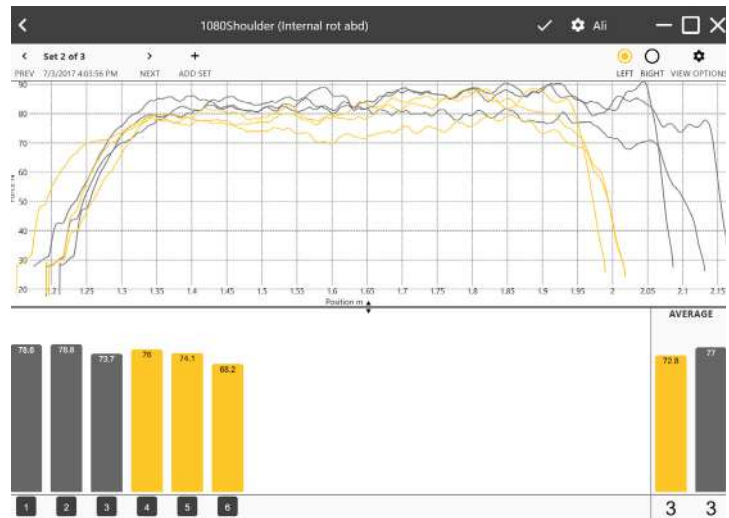 1080Shoulder (Internal rot abd)
Ali
Set 2 of 3
PREV 7/3/2017 4:03:56 PM NEXT ADD SET
LEFT RIGHT VIEW OPTIONS
90
80
70
60
50
40
30
20
1.25 1.3 1.35 1.4 1.45 1.5 1.55 1.6 1.65 1.7 1.75 1.8 1.85 1.9 1.95 2 2.05 2.1 2.15
Position m
AVERAGE
78.8 73.7 76 74.1 68.2 72.8 77
1 2 3 4 5 6 3 3